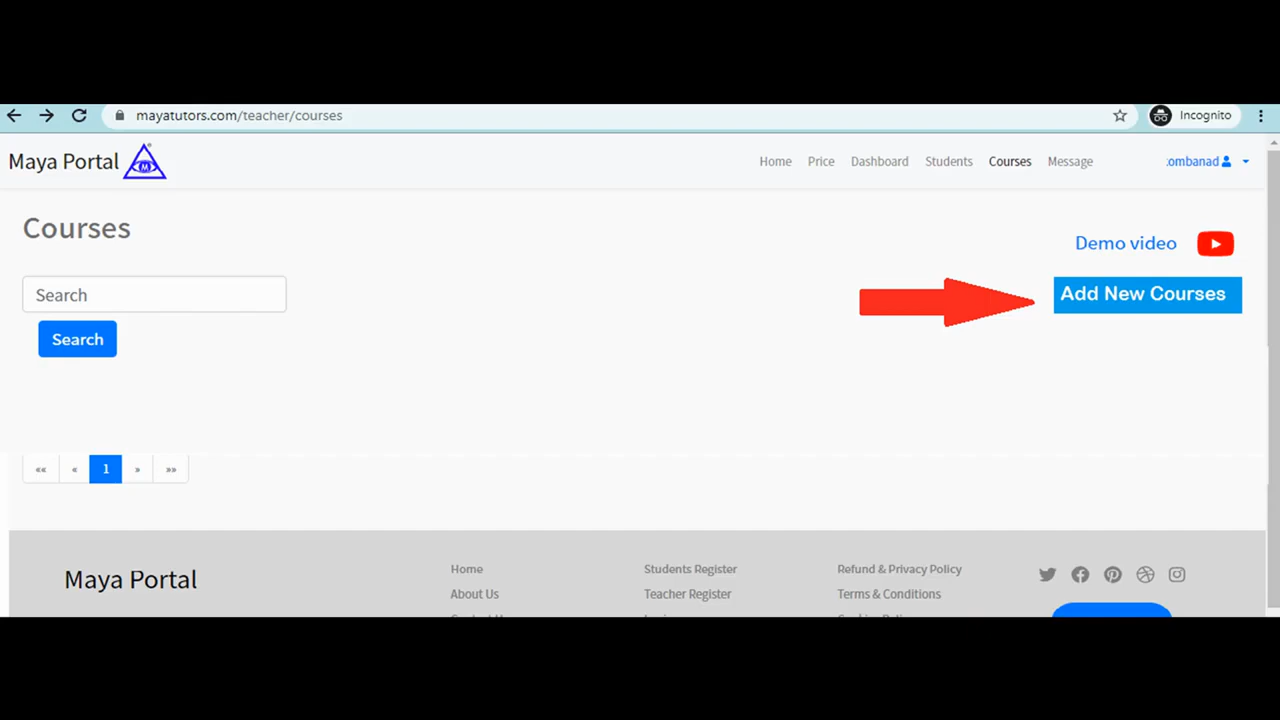 mayatutors.com/teacher/courses
Incognito
Maya Portal
M
Home Price Dashboard Students Courses Message
ombanad
Courses
Demo video
Search
Add New Courses
Search
«« « 1 » »»
Maya Portal
Home
Students Register
Refund & Privacy Policy
About Us
Teacher Register
Terms & Conditions